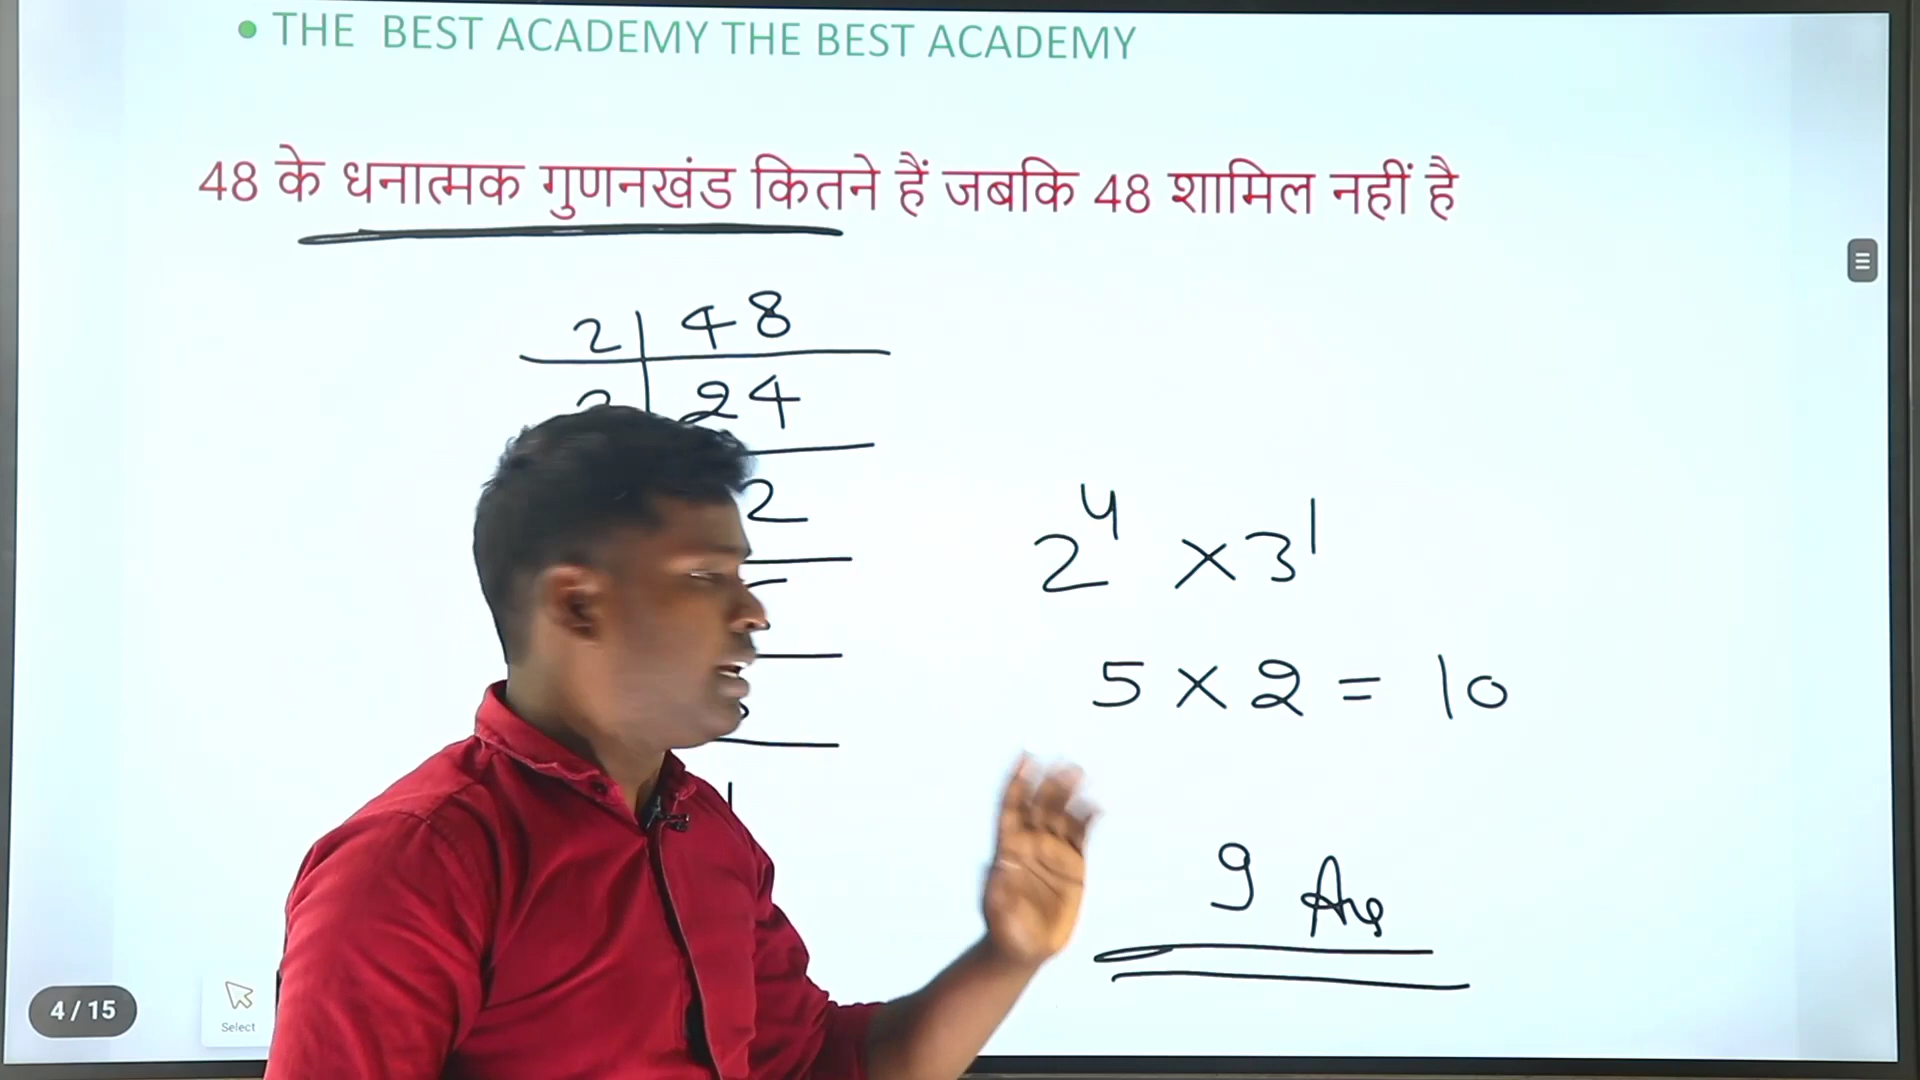 • THE BEST ACADEMY THE BEST ACADEMY
48 के धनात्मक गुणनखंड कितने हैं जबकि 48 शामिल नहीं है
2 | 48
2 | 24
2
2⁴ × 3¹
5 × 2 = 10
9 Ans
4 / 15
Select